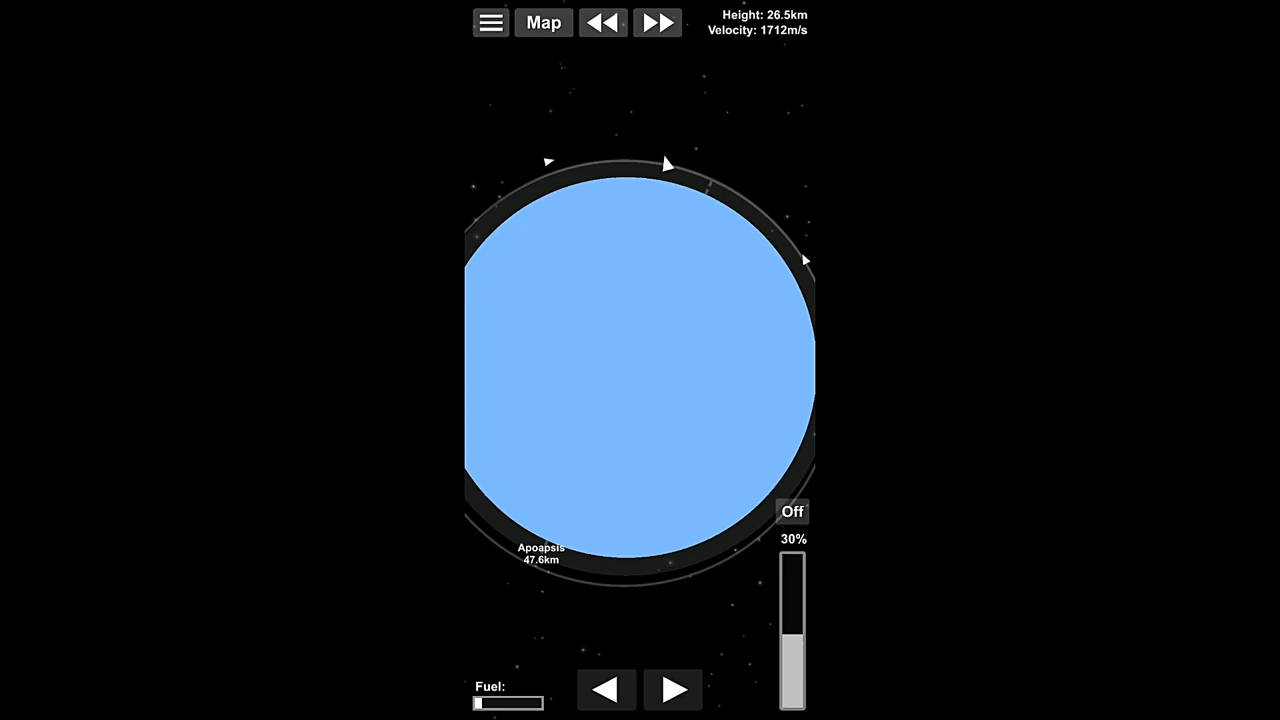 Map
Height: 26.5km
Velocity: 1712m/s
Off
30%
Apoapsis
47.6km
Fuel: